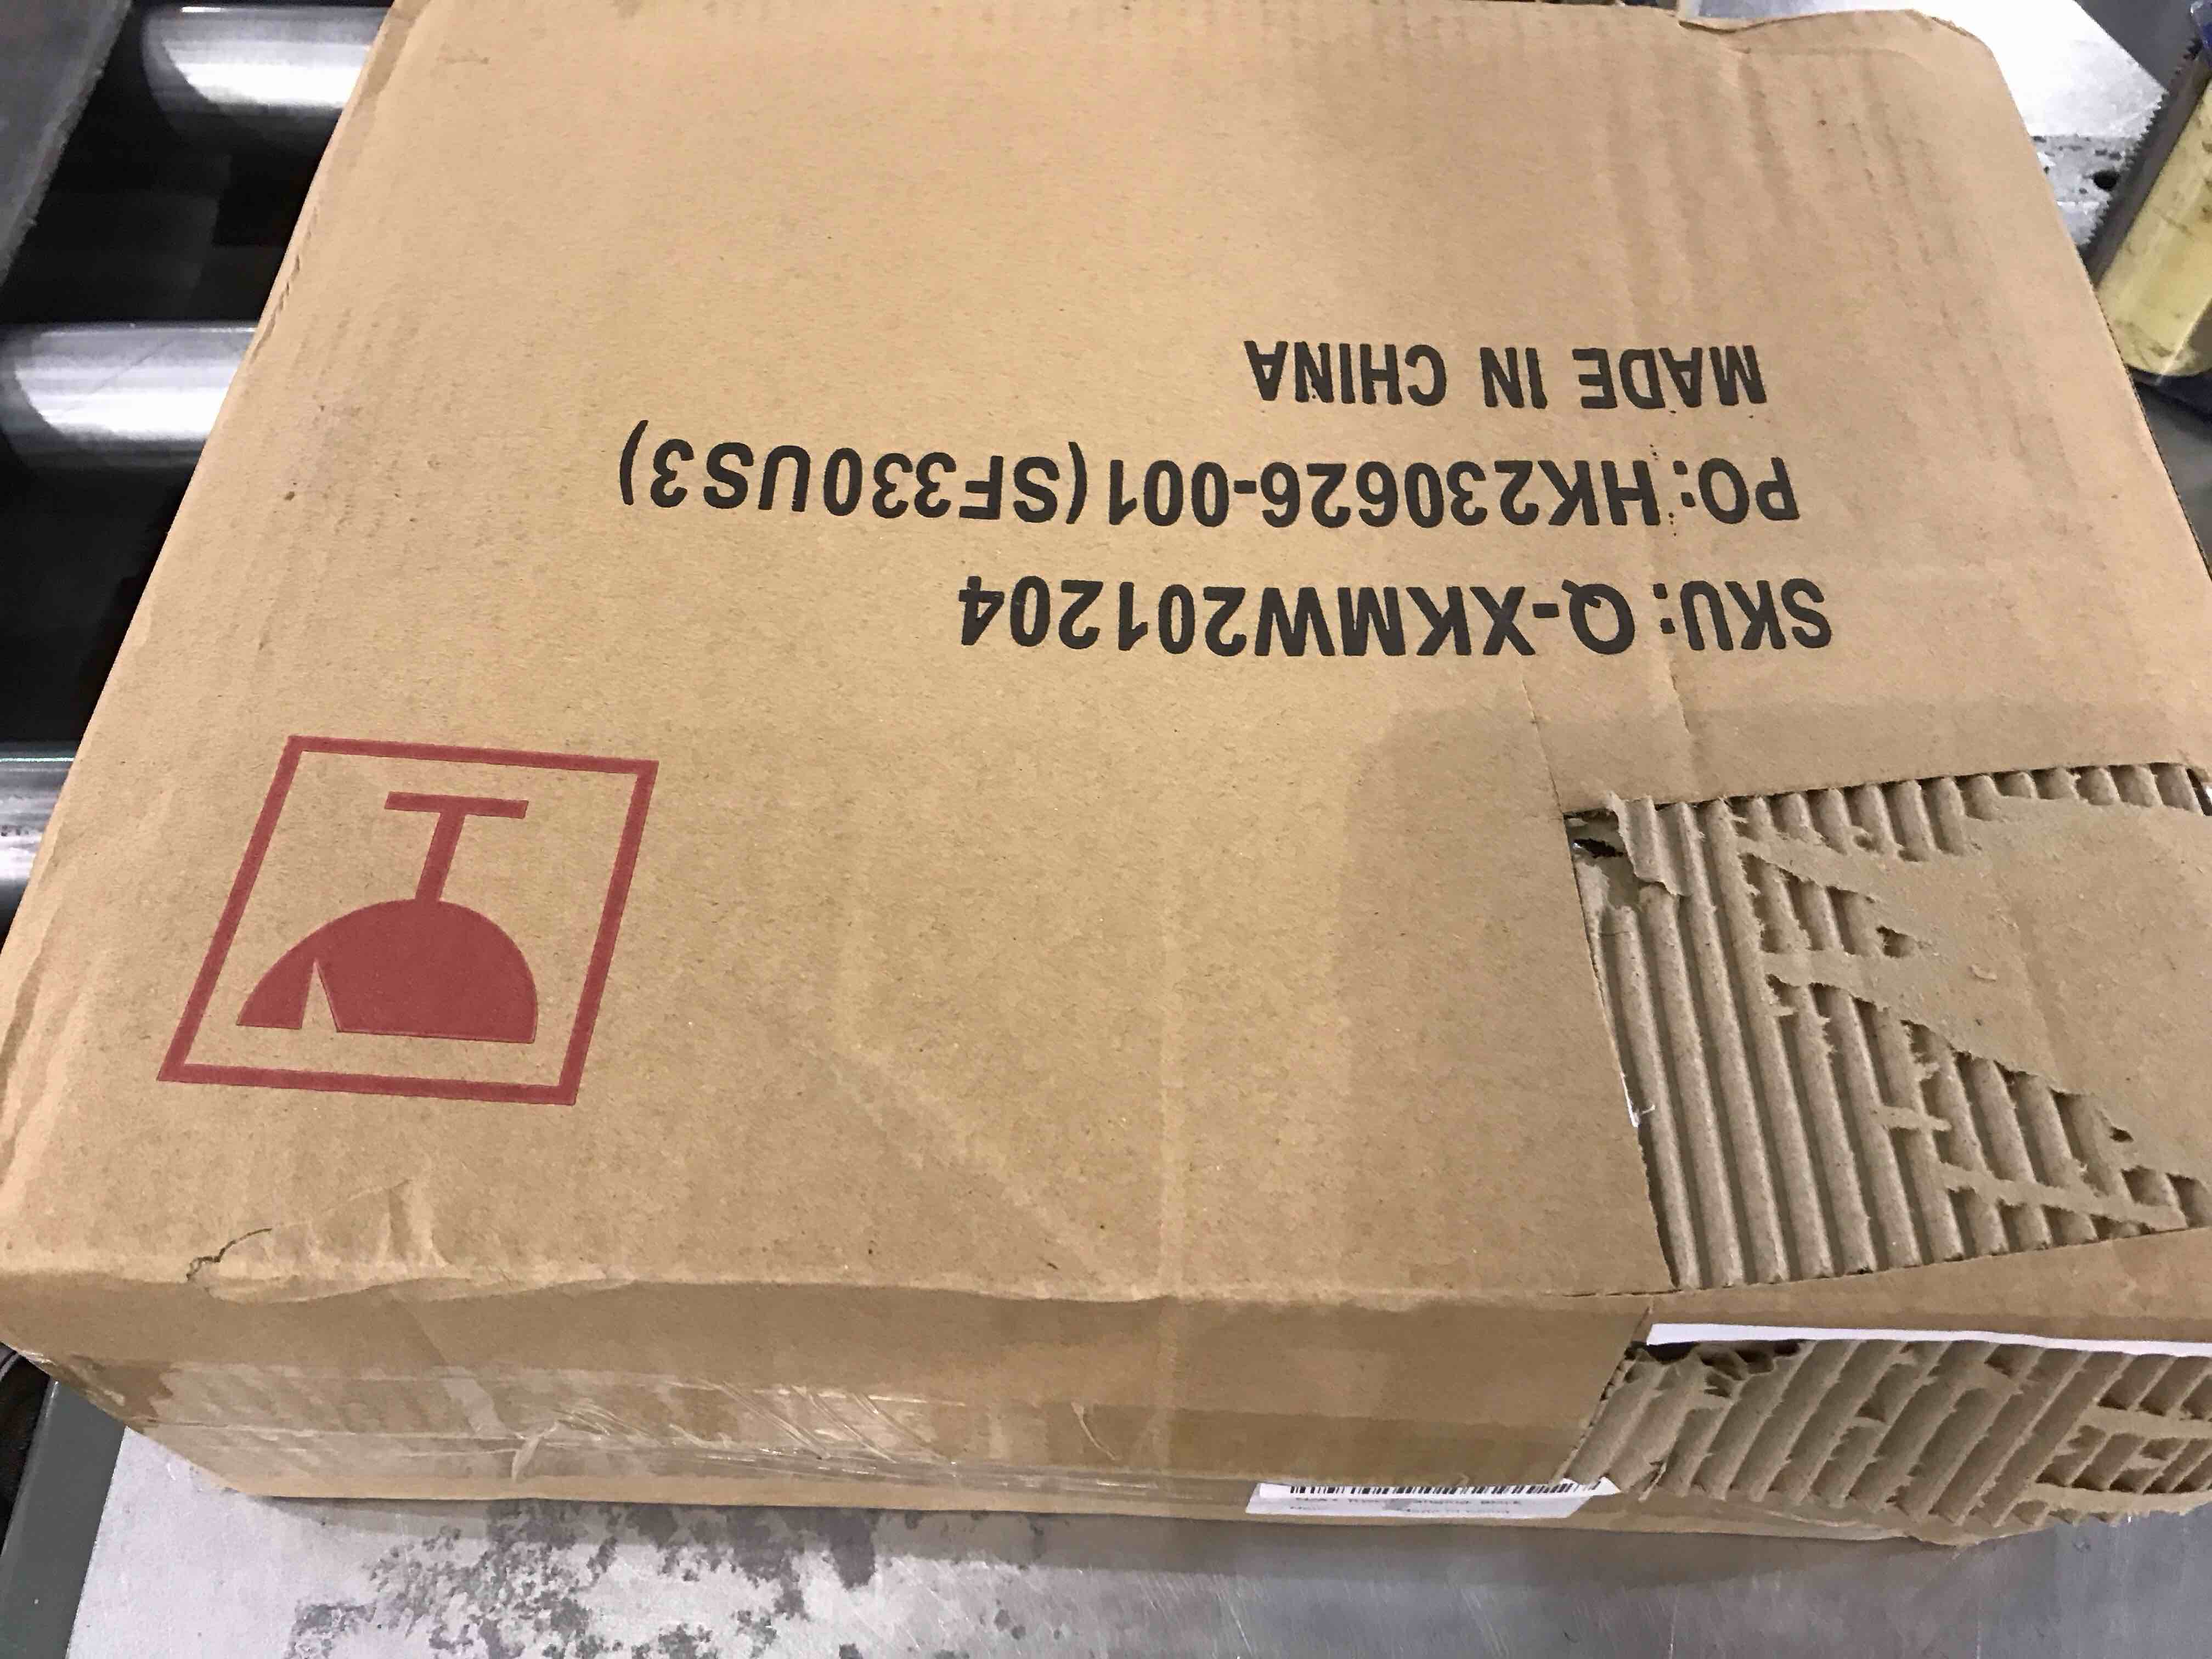 SKU: Q-XKMW201204
PO: HK230626-001 (SF330US3)
MADE IN CHINA